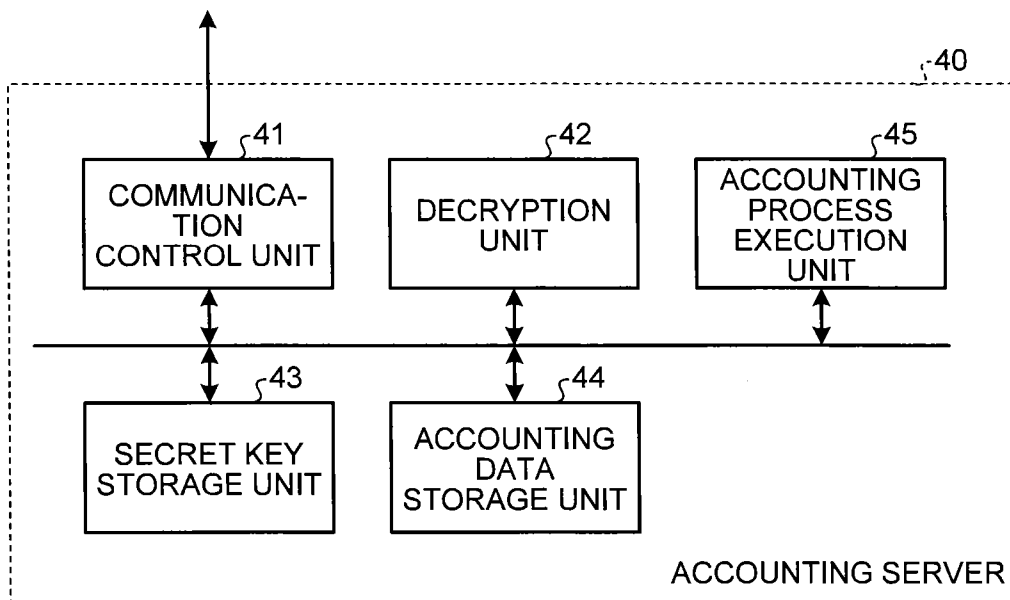 40
41
COMMUNICA-
TION
CONTROL UNIT
42
DECRYPTION
UNIT
45
ACCOUNTING
PROCESS
EXECUTION
UNIT
43
SECRET KEY
STORAGE UNIT
44
ACCOUNTING
DATA
STORAGE UNIT
ACCOUNTING SERVER